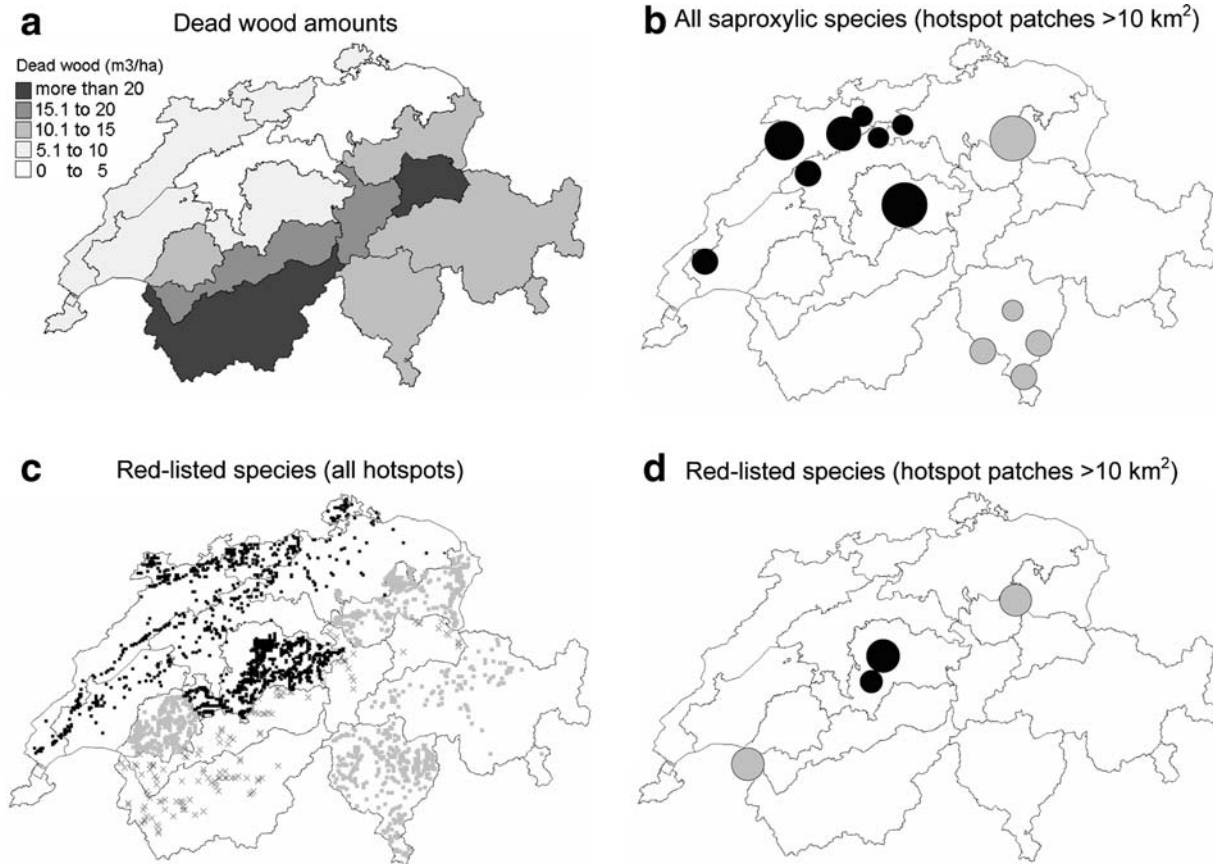 a
Dead wood amounts
Dead wood (m3/ha)
more than 20
15.1 to 20
10.1 to 15
5.1 to 10
0 to 5
b
All saproxylic species (hotspot patches >10 km²)
c
Red-listed species (all hotspots)
d
Red-listed species (hotspot patches >10 km²)